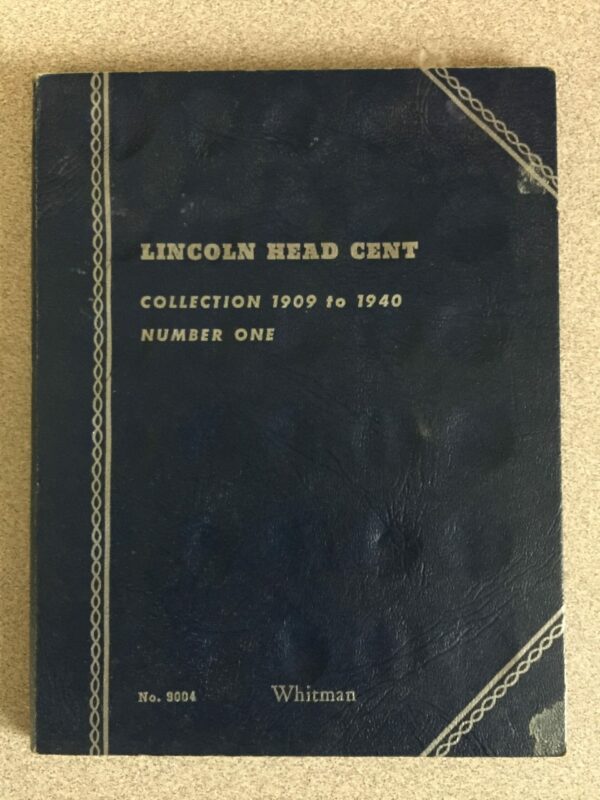 LINCOLN HEAD CENT
COLLECTION 1909 to 1940
NUMBER ONE
No. 9004
Whitman